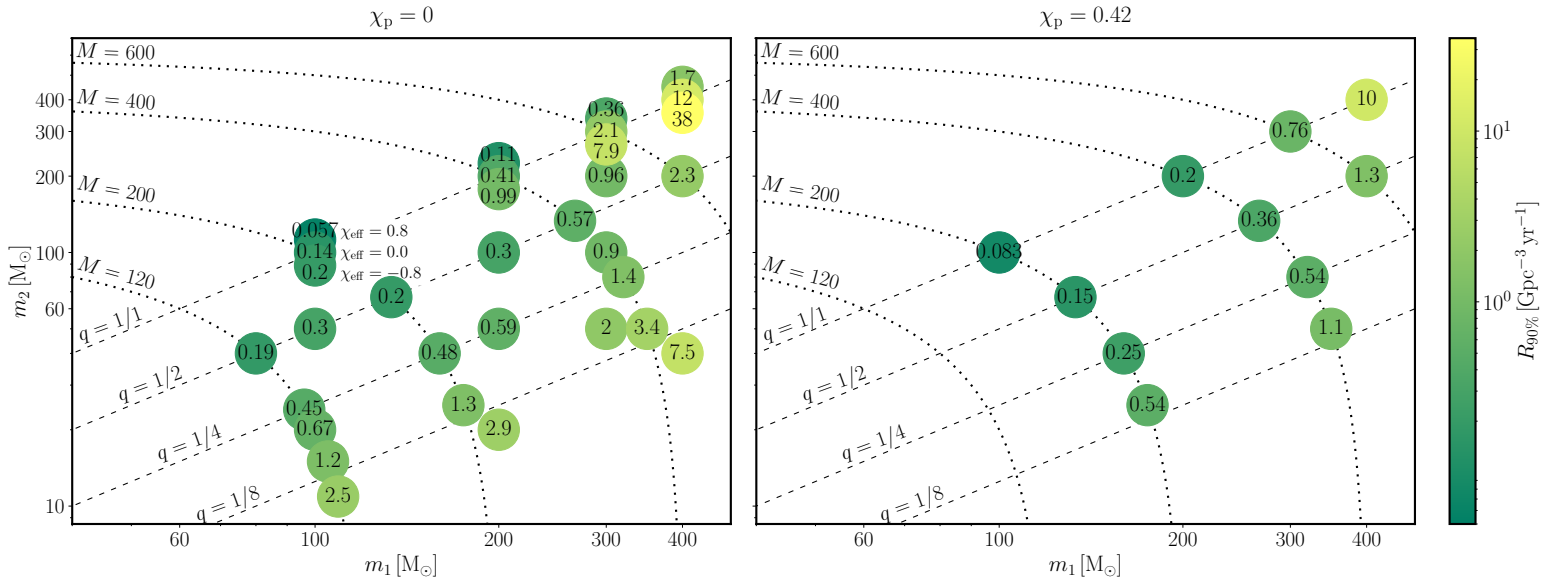 χp = 0
M = 600
M = 400
M = 200
M = 120
q = 1/1
q = 1/2
q = 1/4
q = 1/8
1.7
12
38
0.36
2.1
7.9
0.11
0.41
0.99
0.96
2.3
0.57
0.057
0.14
0.2
χeff = 0.8
χeff = 0.0
χeff = −0.8
0.3
0.9
1.4
0.2
0.3
0.59
2
3.4
7.5
0.19
0.48
0.45
0.67
1.3
2.9
1.2
2.5
400
300
200
100
60
10
m2 [M⊙]
60
100
200
300
400
m1 [M⊙]
χp = 0.42
M = 600
M = 400
M = 200
M = 120
q = 1/1
q = 1/2
q = 1/4
q = 1/8
10
0.76
0.2
1.3
0.36
0.083
0.54
0.15
1.1
0.25
0.54
60
100
200
300
400
m1 [M⊙]
10¹
10⁰
R90% [Gpc⁻³ yr⁻¹]